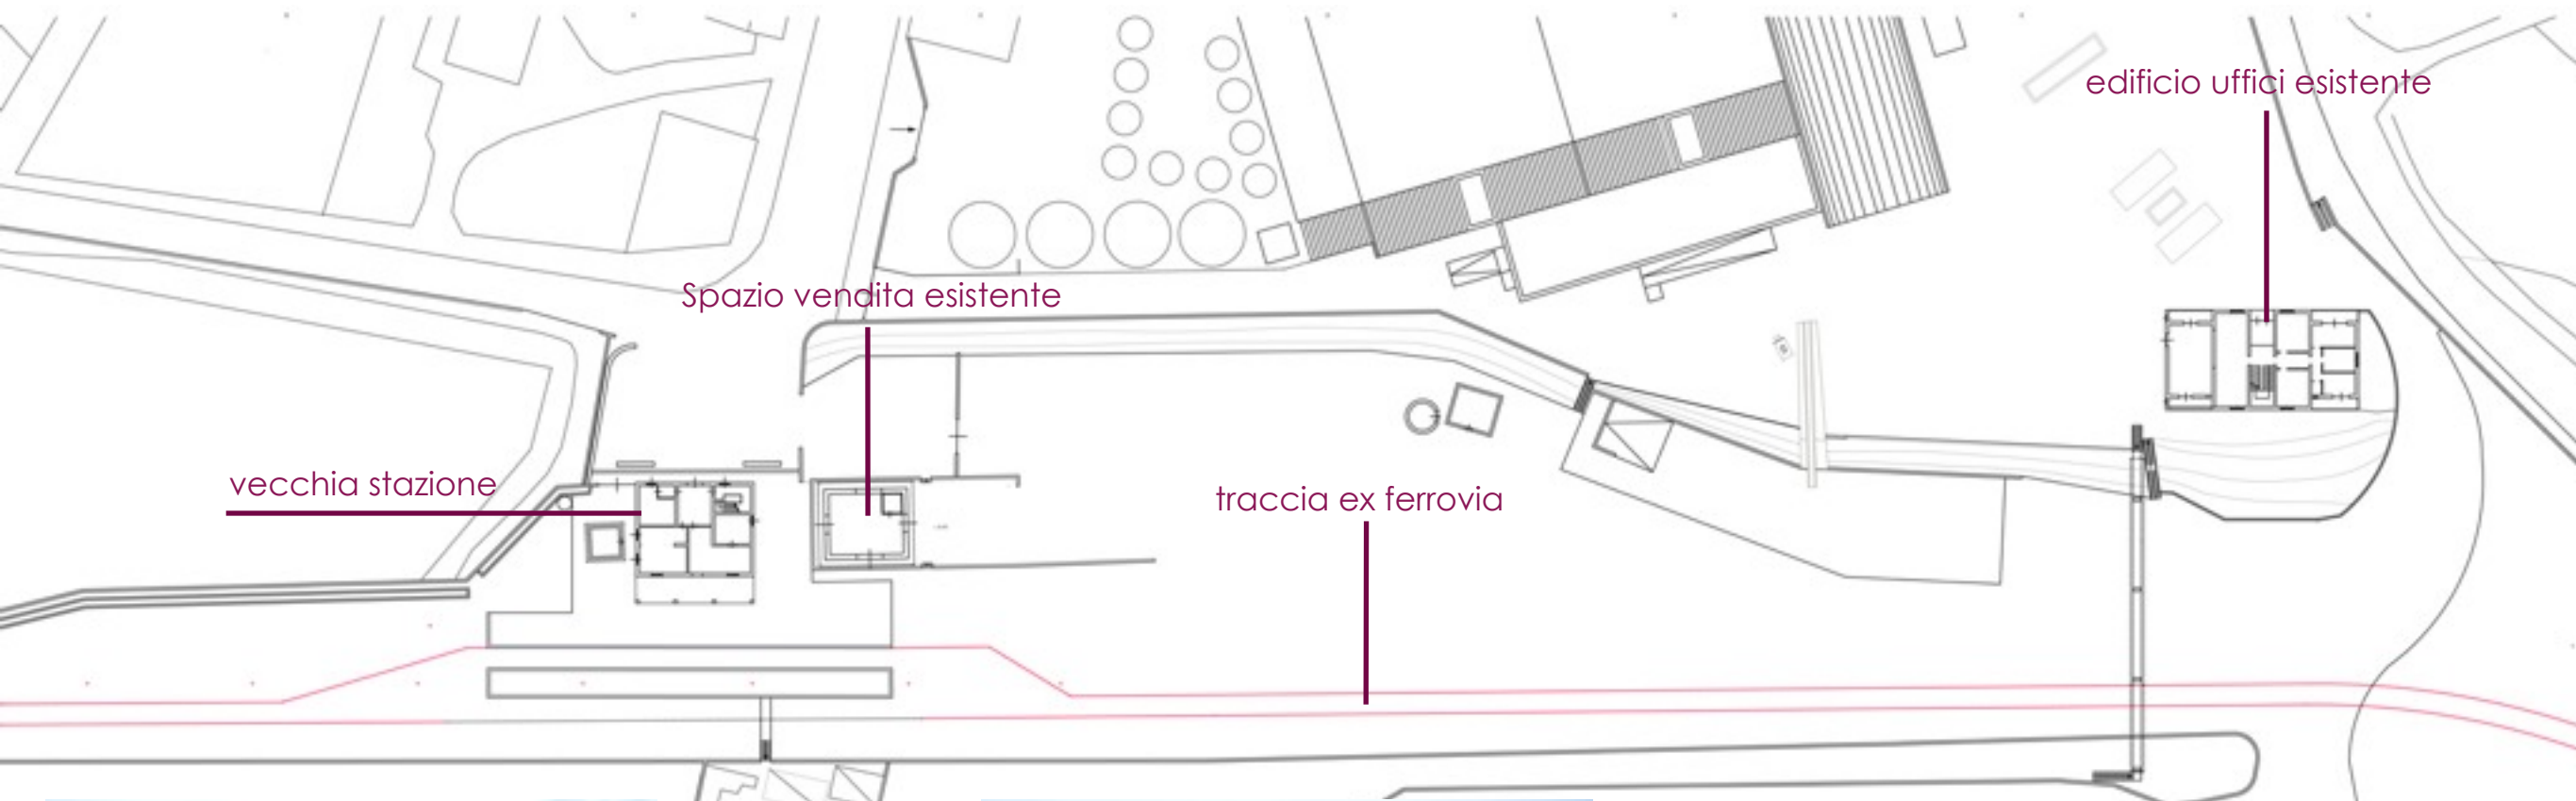 edificio uffici esistente
Spazio vendita esistente
vecchia stazione
traccia ex ferrovia